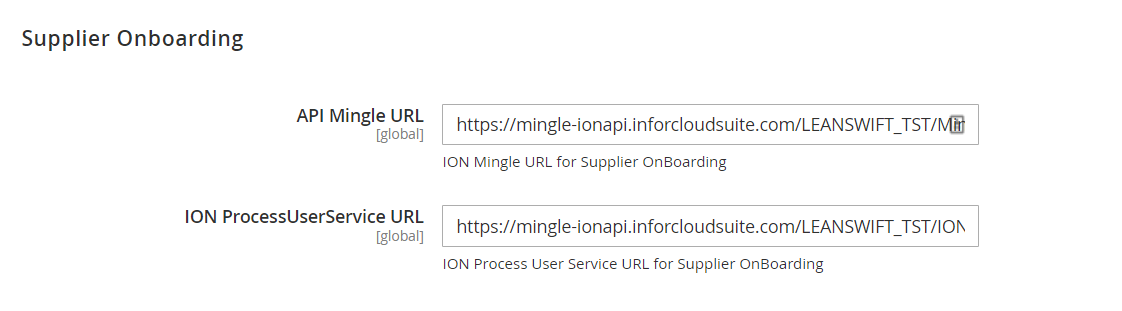 Supplier Onboarding
API Mingle URL
[global]
https://mingle-ionapi.inforcloudsuite.com/LEANSWIFT_TST/Min
ION Mingle URL for Supplier OnBoarding
ION ProcessUserService URL
[global]
https://mingle-ionapi.inforcloudsuite.com/LEANSWIFT_TST/ION
ION Process User Service URL for Supplier OnBoarding